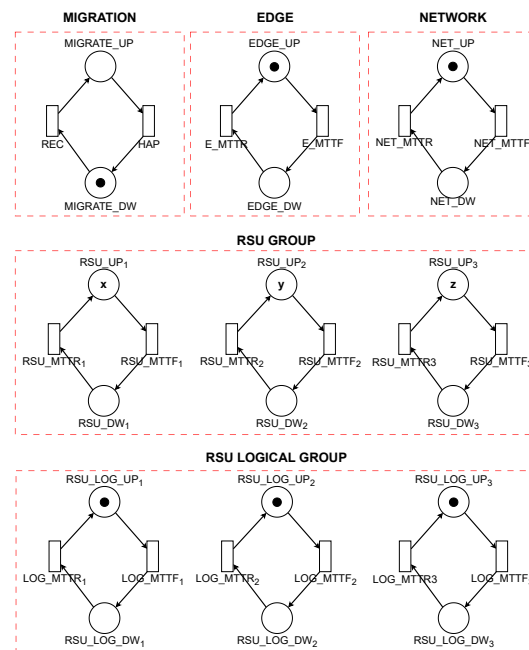 MIGRATION EDGE NETWORK
MIGRATE_UP EDGE_UP NET_UP
REC HAP E_MTTR E_MTTF NET_MTTR NET_MTTF
MIGRATE_DW EDGE_DW NET_DW
RSU GROUP
RSU_UP1 RSU_UP2 RSU_UP3
x y z
RSU_MTTR1 RSU_MTTF1 RSU_MTTR2 RSU_MTTF2 RSU_MTTR3 RSU_MTTF3
RSU_DW1 RSU_DW2 RSU_DW3
RSU LOGICAL GROUP
RSU_LOG_UP1 RSU_LOG_UP2 RSU_LOG_UP3
LOG_MTTR1 LOG_MTTF1 LOG_MTTR2 LOG_MTTF2 LOG_MTTR3 LOG_MTTF
RSU_LOG_DW1 RSU_LOG_DW2 RSU_LOG_DW3